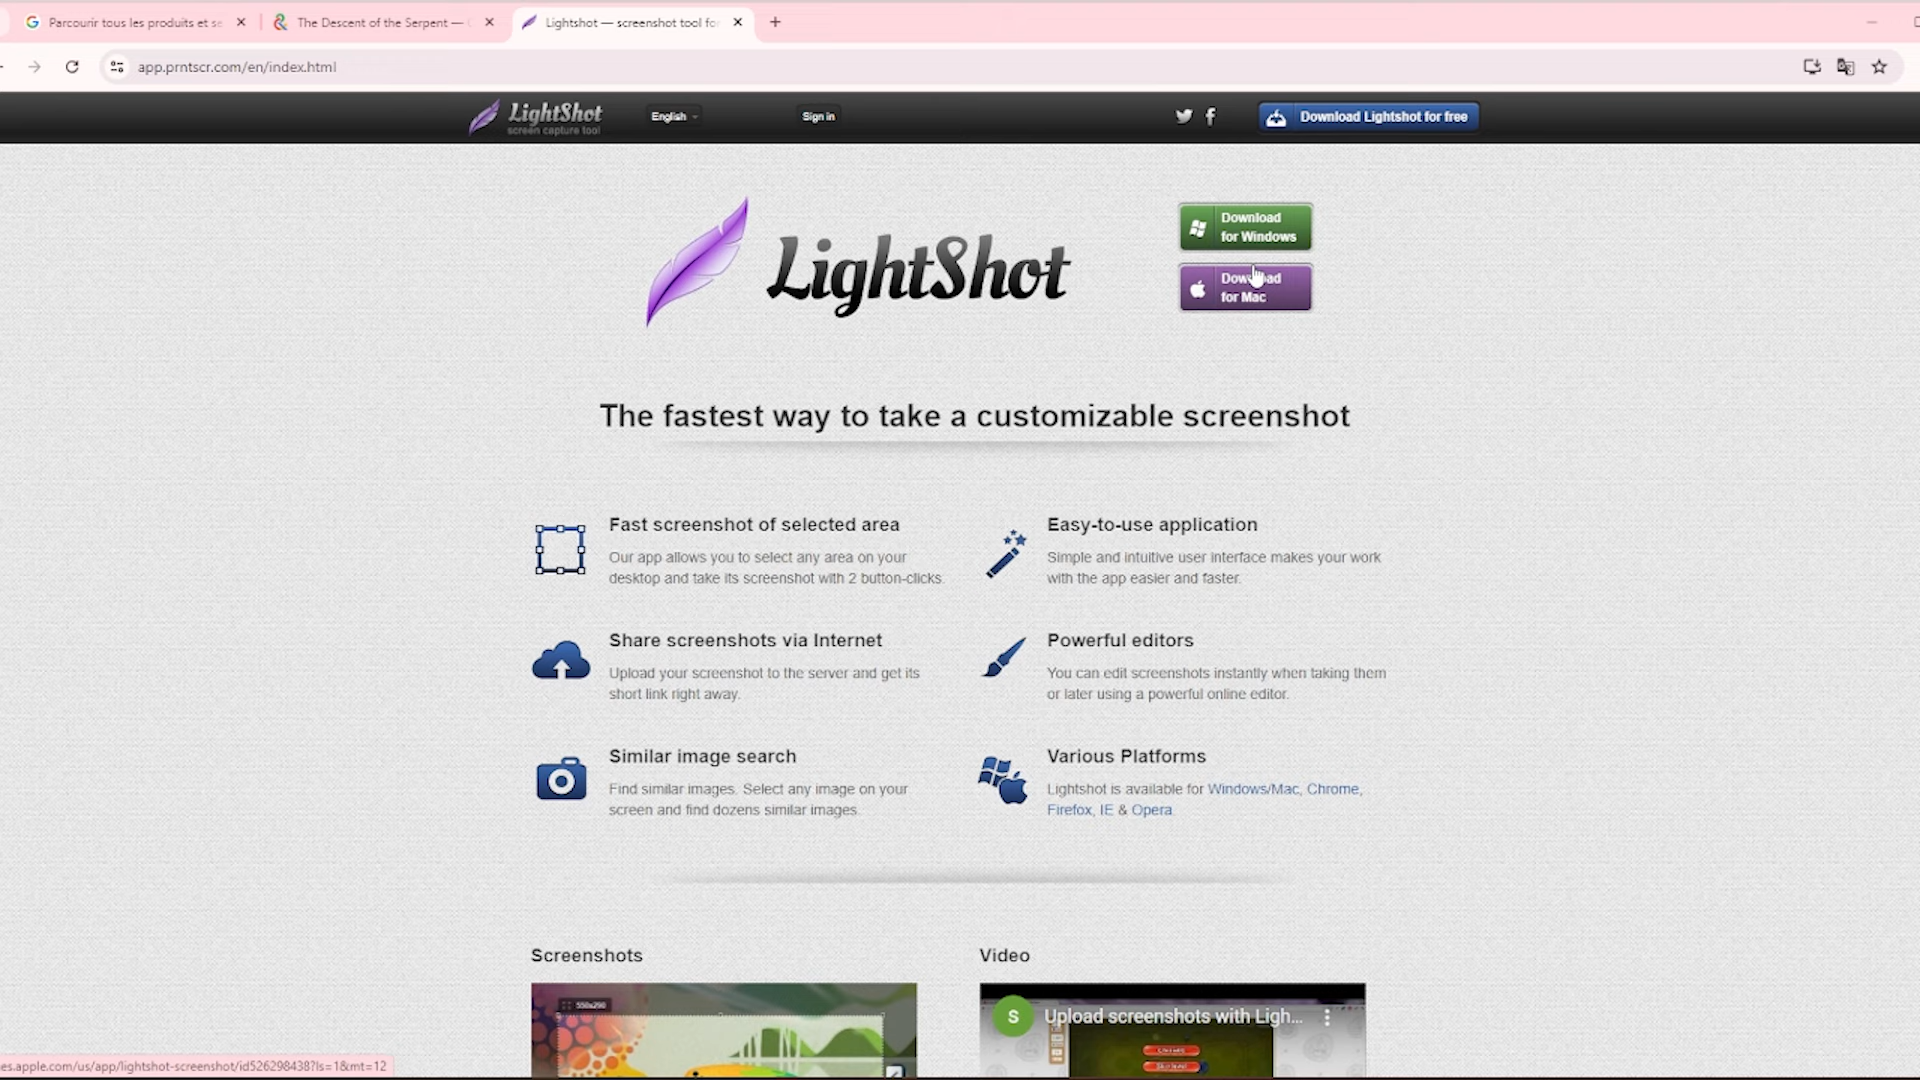 Parcourir tous les produits et se
The Descent of the Serpent —
Lightshot — screenshot tool for
app.prntscr.com/en/index.html
LightShot
screen capture tool
English
Sign in
Download Lightshot for free
LightShot
Download
for Windows
Download
for Mac
The fastest way to take a customizable screenshot
Fast screenshot of selected area
Our app allows you to select any area on your
desktop and take its screenshot with 2 button-clicks.
Easy-to-use application
Simple and intuitive user interface makes your work
with the app easier and faster.
Share screenshots via Internet
Upload your screenshot to the server and get its
short link right away.
Powerful editors
You can edit screenshots instantly when taking them
or later using a powerful online editor.
Similar image search
Find similar images. Select any image on your
screen and find dozens similar images.
Various Platforms
Lightshot is available for Windows/Mac, Chrome,
Firefox, IE & Opera.
Screenshots
Video
550x290
S
Upload screenshots with Ligh...
es.apple.com/us/app/lightshot-screenshot/id526298438?ls=1&mt=12